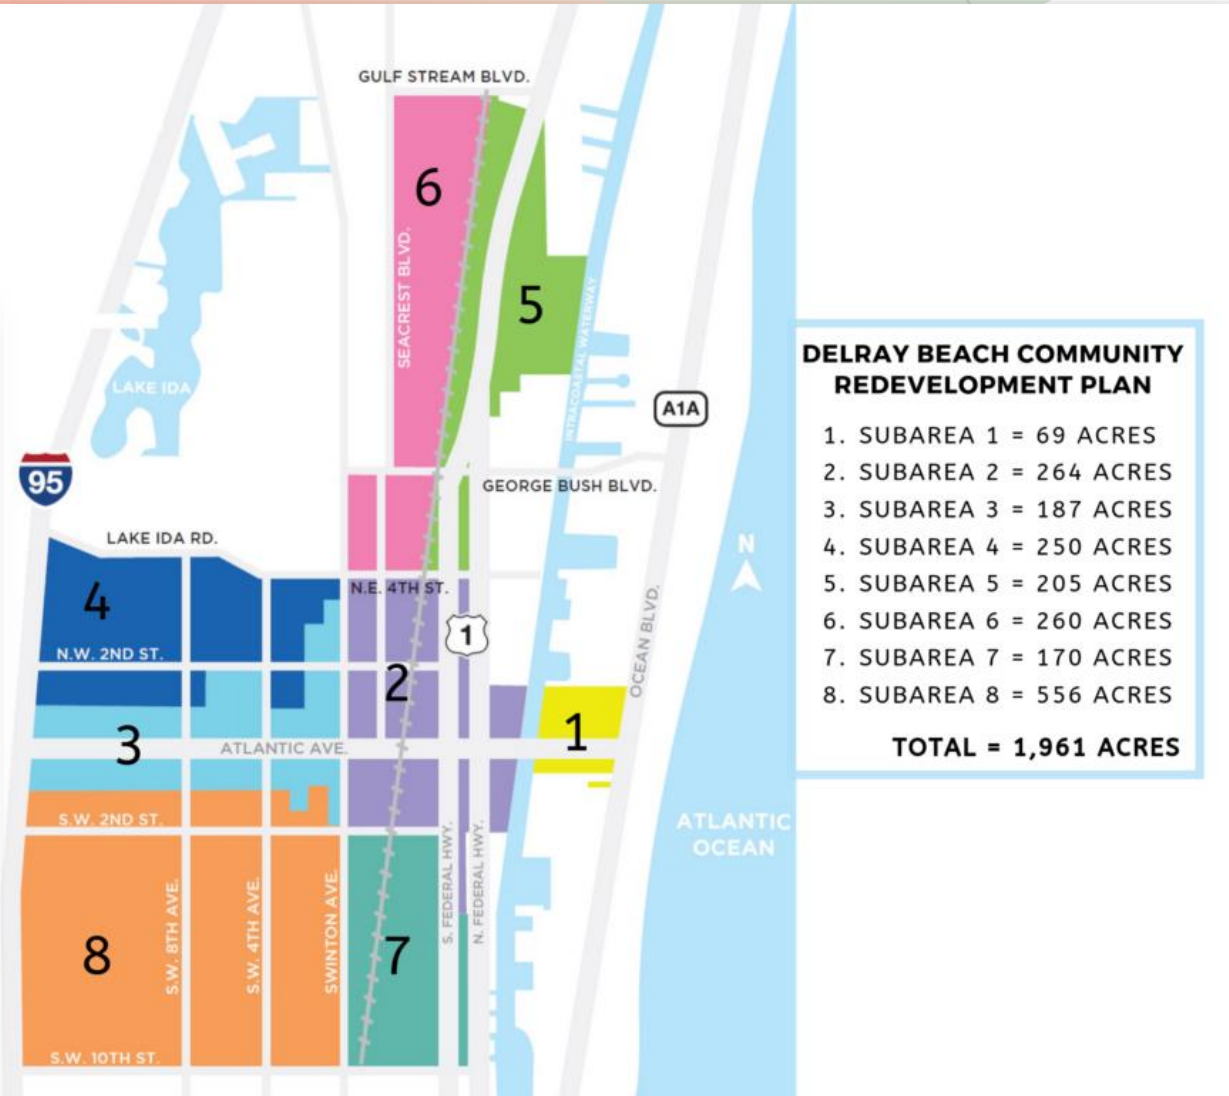 GULF STREAM BLVD.
6
SEACREST BLVD.
5
INTRACOASTAL WATERWAY
LAKE IDA
A1A
95
GEORGE BUSH BLVD.
LAKE IDA RD.
N
4
N.E. 4TH ST.
OCEAN BLVD.
1
N.W. 2ND ST.
2
1
3
ATLANTIC AVE.
S.W. 2ND ST.
ATLANTIC
OCEAN
S. FEDERAL HWY.
N. FEDERAL HWY.
S.W. 8TH AVE.
S.W. 4TH AVE.
SWINTON AVE.
8
7
S.W. 10TH ST.
DELRAY BEACH COMMUNITY
REDEVELOPMENT PLAN
1. SUBAREA 1 = 69 ACRES
2. SUBAREA 2 = 264 ACRES
3. SUBAREA 3 = 187 ACRES
4. SUBAREA 4 = 250 ACRES
5. SUBAREA 5 = 205 ACRES
6. SUBAREA 6 = 260 ACRES
7. SUBAREA 7 = 170 ACRES
8. SUBAREA 8 = 556 ACRES
TOTAL = 1,961 ACRES